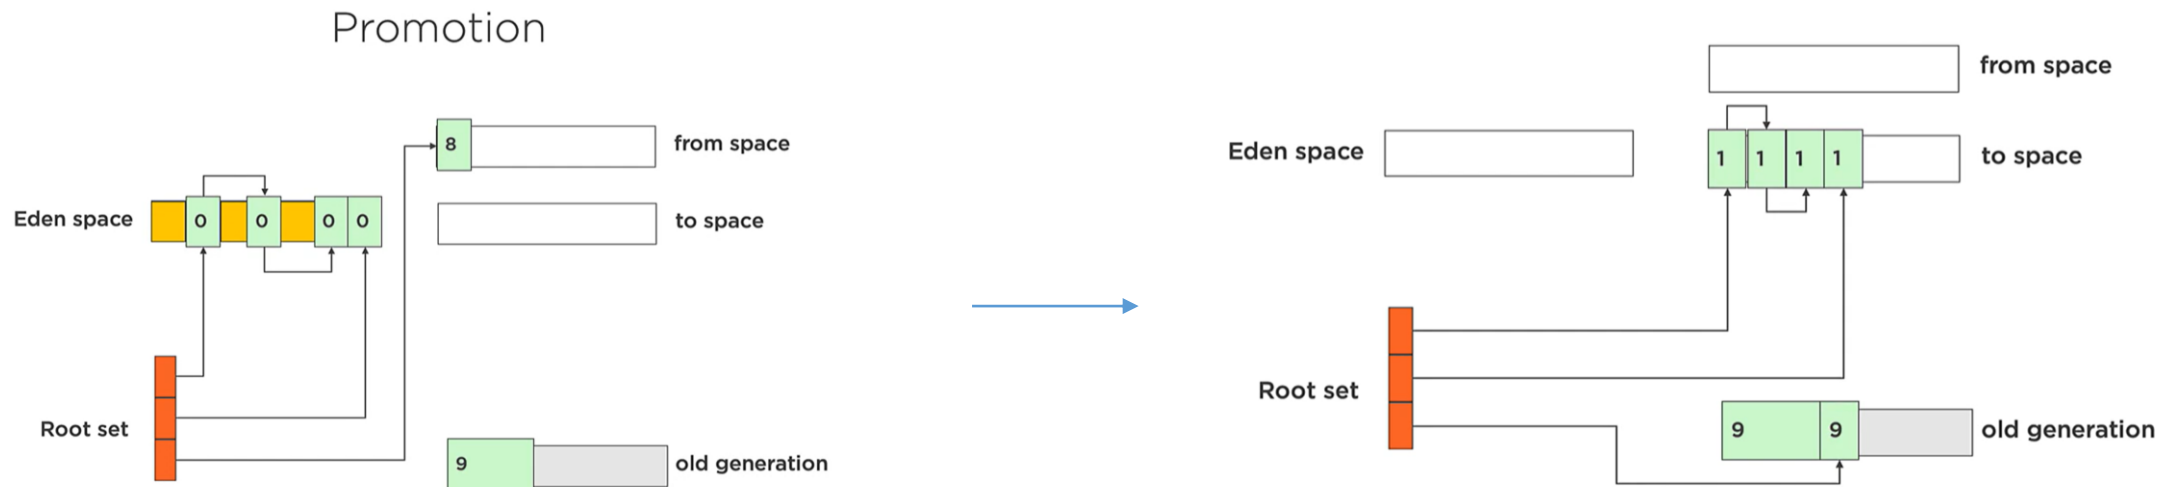 Promotion
8
from space
Eden space
0 0 0 0
to space
Root set
9
old generation
from space
Eden space
1 1 1 1
to space
Root set
9 9
old generation